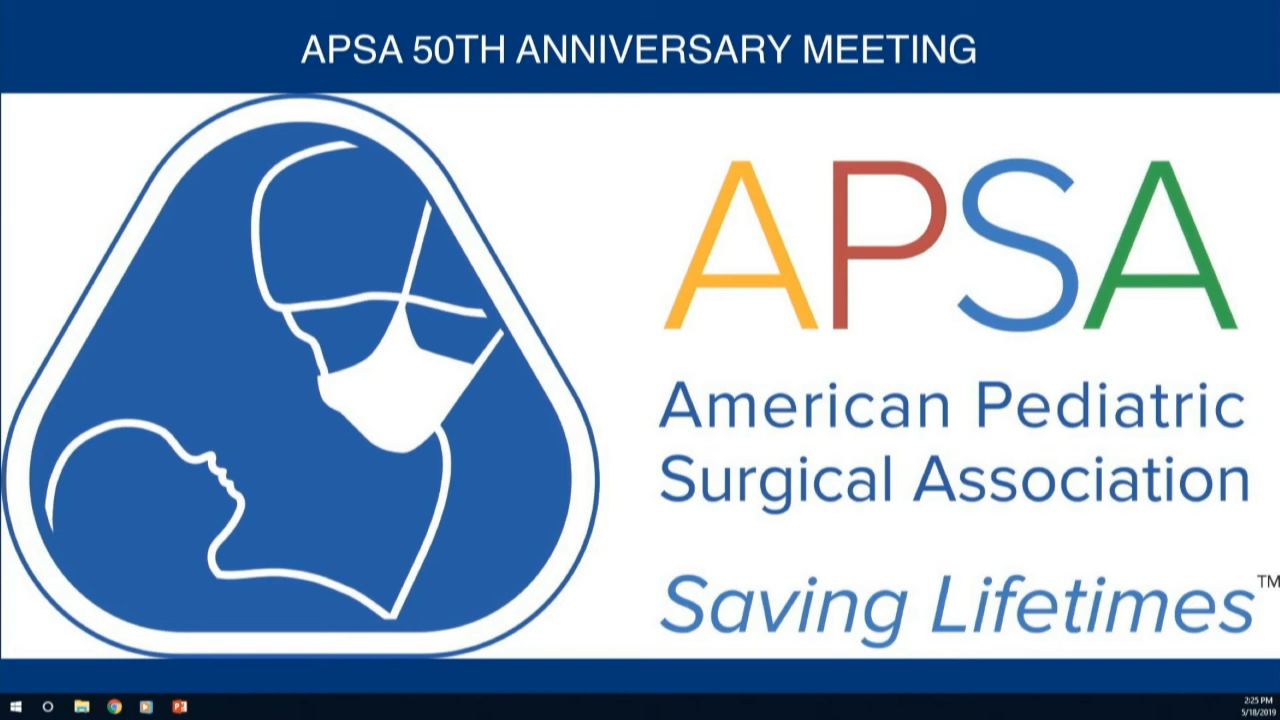 APSA 50TH ANNIVERSARY MEETING
APSA
American Pediatric
Surgical Association
Saving Lifetimes™
2:25 PM
5/18/2019